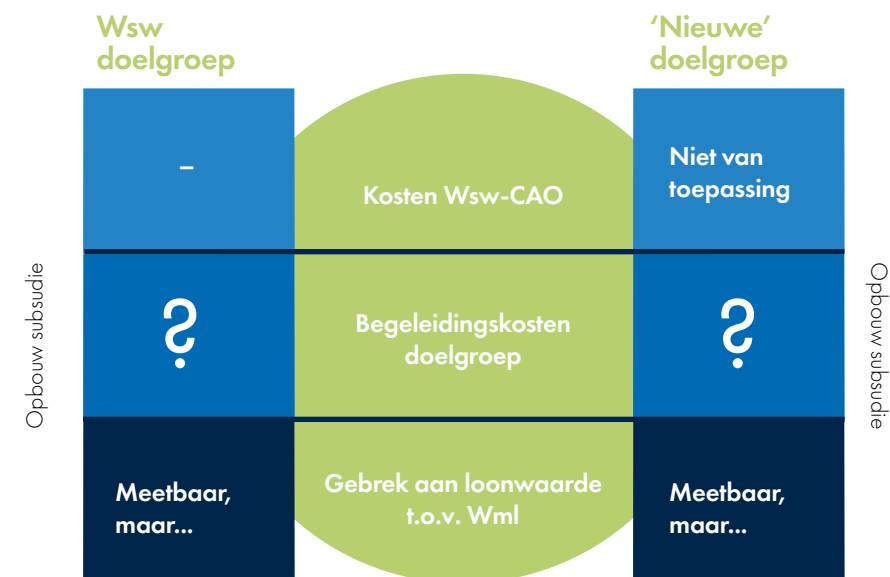 Wsw
doelgroep
‘Nieuwe’
doelgroep
–
Kosten Wsw-CAO
Niet van
toepassing
Opbouw subsudie
?
Begeleidingskosten
doelgroep
?
Opbouw subsudie
Meetbaar,
maar...
Gebrek aan loonwaarde
t.o.v. Wml
Meetbaar,
maar...